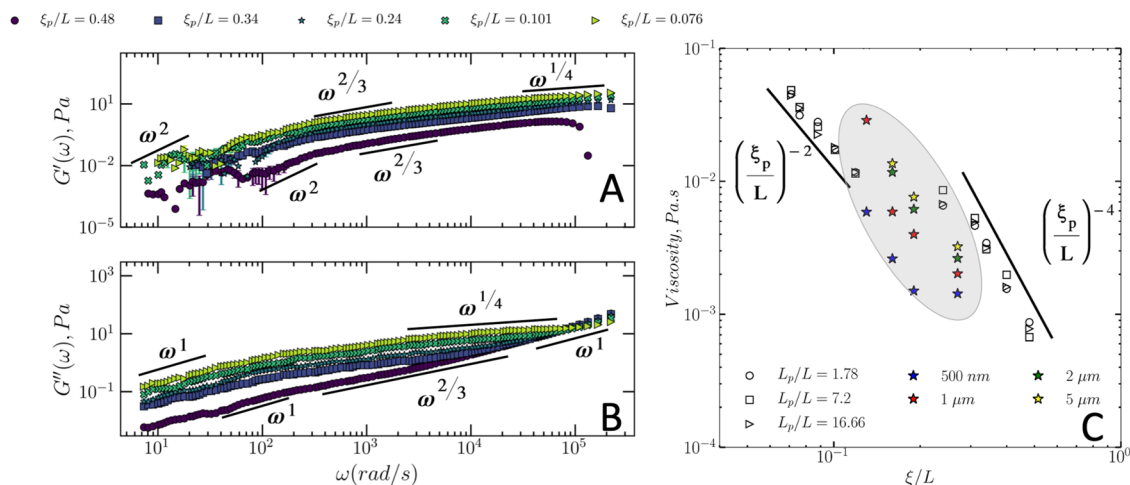 ξp/L = 0.48 ξp/L = 0.34 ξp/L = 0.24 ξp/L = 0.101 ξp/L = 0.076
G′(ω), Pa
10^1
10^−2
10^−5
ω^2
ω^2/3
ω^1/4
ω^2
ω^2/3
A
G″(ω), Pa
10^3
10^1
10^−1
ω^1
ω^1/4
ω^1
ω^2/3
ω^1
B
10^1 10^2 10^3 10^4 10^5
ω(rad/s)
Viscosity, Pa.s
10^−1
10^−2
10^−3
10^−4
(ξp/L)^−2
(ξp/L)^−4
Lp/L = 1.78 500 nm 2 μm
Lp/L = 7.2 1 μm 5 μm
Lp/L = 16.66
C
10^−1 10^0
ξ/L